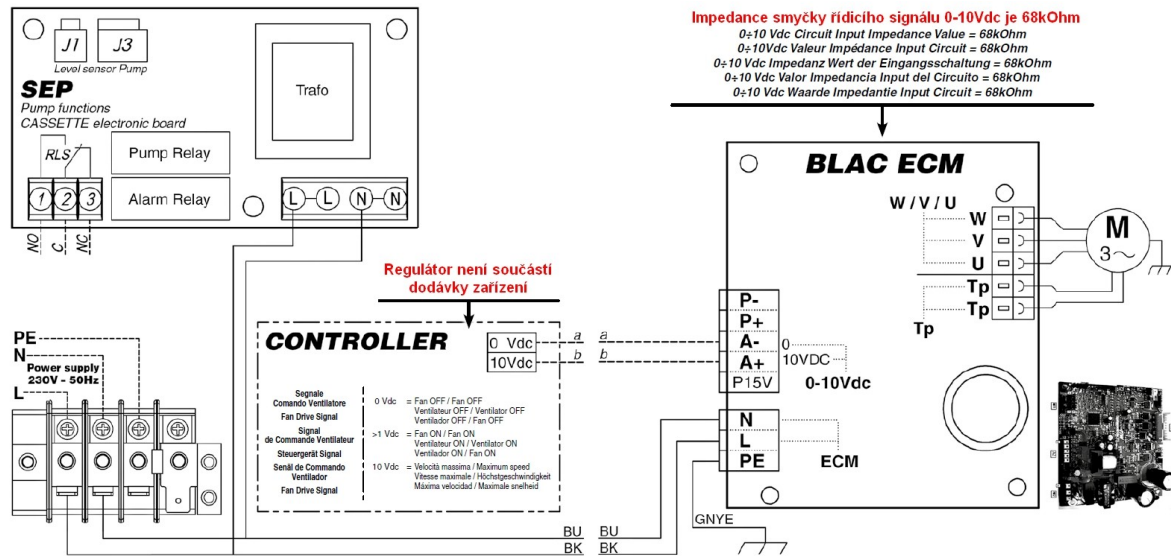 J1
J3
Level sensor Pump
SEP
Pump functions
CASSETTE electronic board
RLS
Pump Relay
Alarm Relay
Trafo
1 2 3
L L N N
NO
C
NC
Impedance smyčky řídicího signálu 0-10Vdc je 68kOhm
0÷10 Vdc Circuit Input Impedance Value = 68kOhm
0÷10Vdc Valeur Impédance Input Circuit = 68kOhm
0÷10 Vdc Impedanz Wert der Eingangsschaltung = 68kOhm
0÷10 Vdc Valor Impedancia Input del Circuito = 68kOhm
0÷10 Vdc Waarde Impedantie Input Circuit = 68kOhm
BLAC ECM
W / V / U
W
V
U
Tp
Tp
Tp
M
3~
Regulátor není součástí
dodávky zařízení
CONTROLLER
0 Vdc
10Vdc
a a
b b
P-
P+
A-
A+
P15V
0
10VDC
0-10Vdc
N
L
PE
ECM
GNYE
PE
N
Power supply
230V - 50Hz
L
Segnale
Comando Ventilatore
Fan Drive Signal
Signal
de Commande Ventilateur
Steuergerät Signal
Senãl de Commando
Ventilador
Fan Drive Signal
0 Vdc = Fan OFF / Fan OFF
Ventilateur OFF / Ventilator OFF
Ventilador OFF / Fan OFF
>1 Vdc = Fan ON / Fan ON
Ventilateur ON / Ventilator ON
Ventilador ON / Fan ON
10 Vdc = Velocità massima / Maximum speed
Vitesse maximale / Höchstgeschwindigkeit
Máxima velocidad / Maximale snelheid
BU BU
BK BK